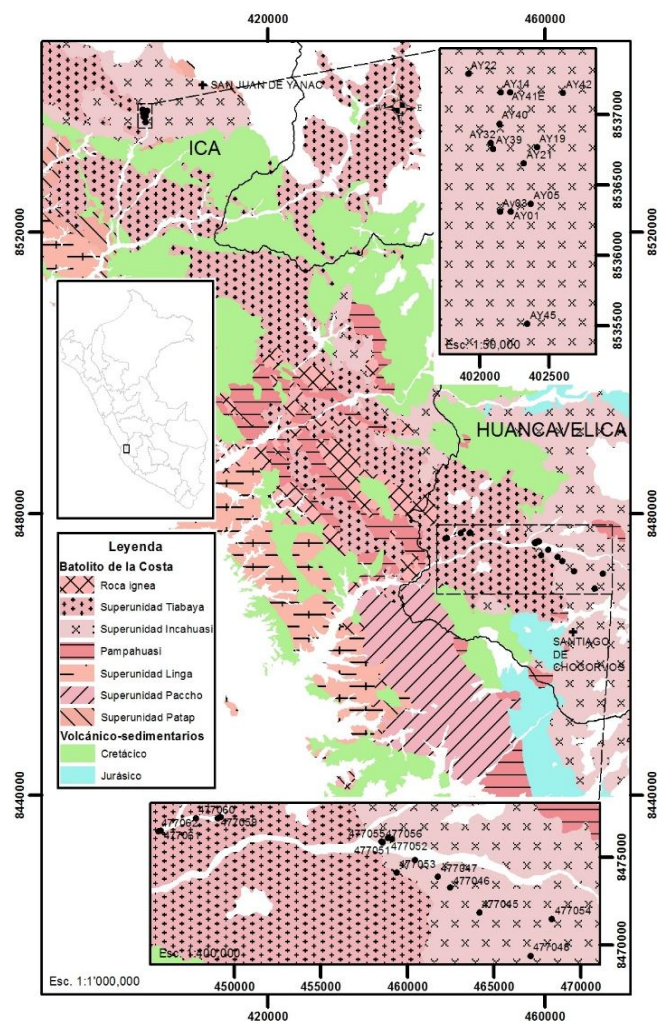 420000
460000
SAN JUAN DE YANAC
ICA
AY22
AY14
AY42
AY41E
AY40
AY32
AY39
AY19
AY21
AY05
Ay03
AY01
AY45
Esc. 1:50,000
8537000
8536500
8536000
8535500
402000
402500
8520000
8520000
HUANCAVELICA
8480000
8480000
SANTIAGO
DE
CHOCORVOS
Leyenda
Batolito de la Costa
Roca ignea
Superunidad Tiabaya
Superunidad Incahuasi
Pampahuasi
Superunidad Linga
Superunidad Paccho
Superunidad Patap
Volcánico-sedimentarios
Cretácico
Jurásico
8440000
8440000
477060
477062
477059
477061
477055
477056
477051
477052
477053
477047
477046
477045
477054
477048
8475000
8470000
Esc. 1:400,000
Esc. 1:1'000,000
450000
455000
460000
465000
470000
420000
460000